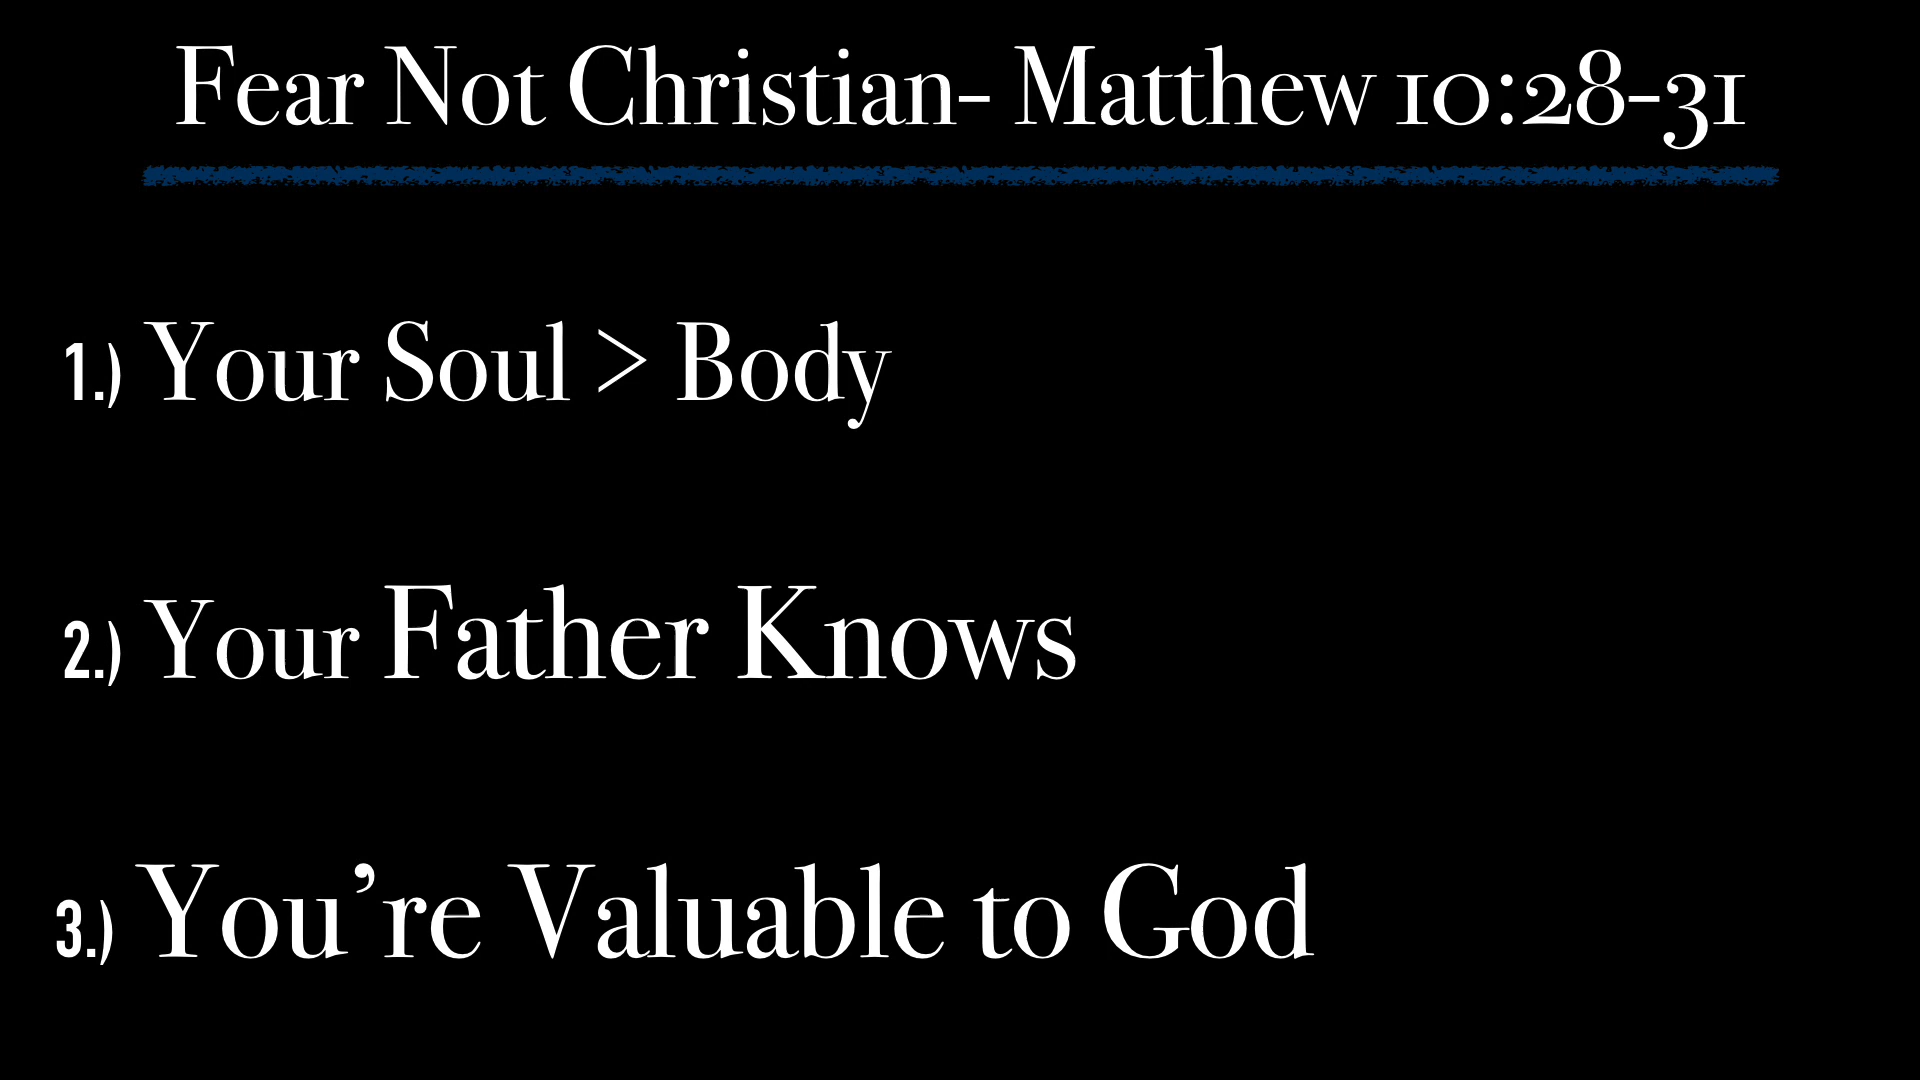 Fear Not Christian- Matthew 10:28-31
1.) Your Soul > Body
2.) Your Father Knows
3.) You’re Valuable to God